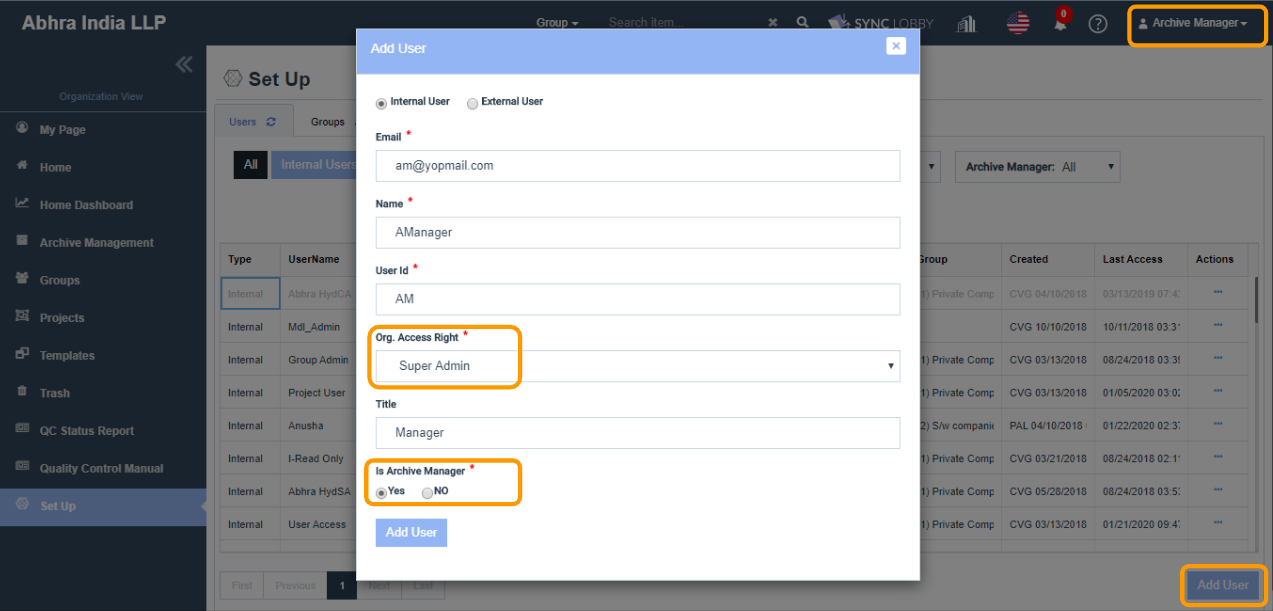 Abhra India LLP
Group
Search item...
SYNC LOBBY
0
Archive Manager
Organization View
My Page
Home
Home Dashboard
Archive Management
Groups
Projects
Templates
Trash
QC Status Report
Quality Control Manual
Set Up
Set Up
Users
Groups
All
Internal Users
Archive Manager: All
Type UserName Group Created Last Access Actions
Internal Abhra HydCA 1) Private Comp CVG 04/10/2018 03/13/2019 07:4
Internal Mdl_Admin CVG 10/10/2018 10/11/2018 03:3
Internal Group Admin 1) Private Comp CVG 03/13/2018 08/24/2018 03:3
Internal Project User 1) Private Comp CVG 03/13/2018 01/05/2020 03:0
Internal Anusha 2) S/w companie PAL 04/10/2018 01/22/2020 02:3
Internal I-Read Only 1) Private Comp CVG 03/21/2018 08/24/2018 02:1
Internal Abhra HydSA CVG 05/28/2018 08/24/2018 03:5
Internal User Access 1) Private Comp CVG 03/13/2018 01/21/2020 09:4
First Previous 1 Next Last
Add User
Add User
Internal User External User
Email *
am@yopmail.com
Name *
AManager
User Id *
AM
Org. Access Right *
Super Admin
Title
Manager
Is Archive Manager *
Yes NO
Add User